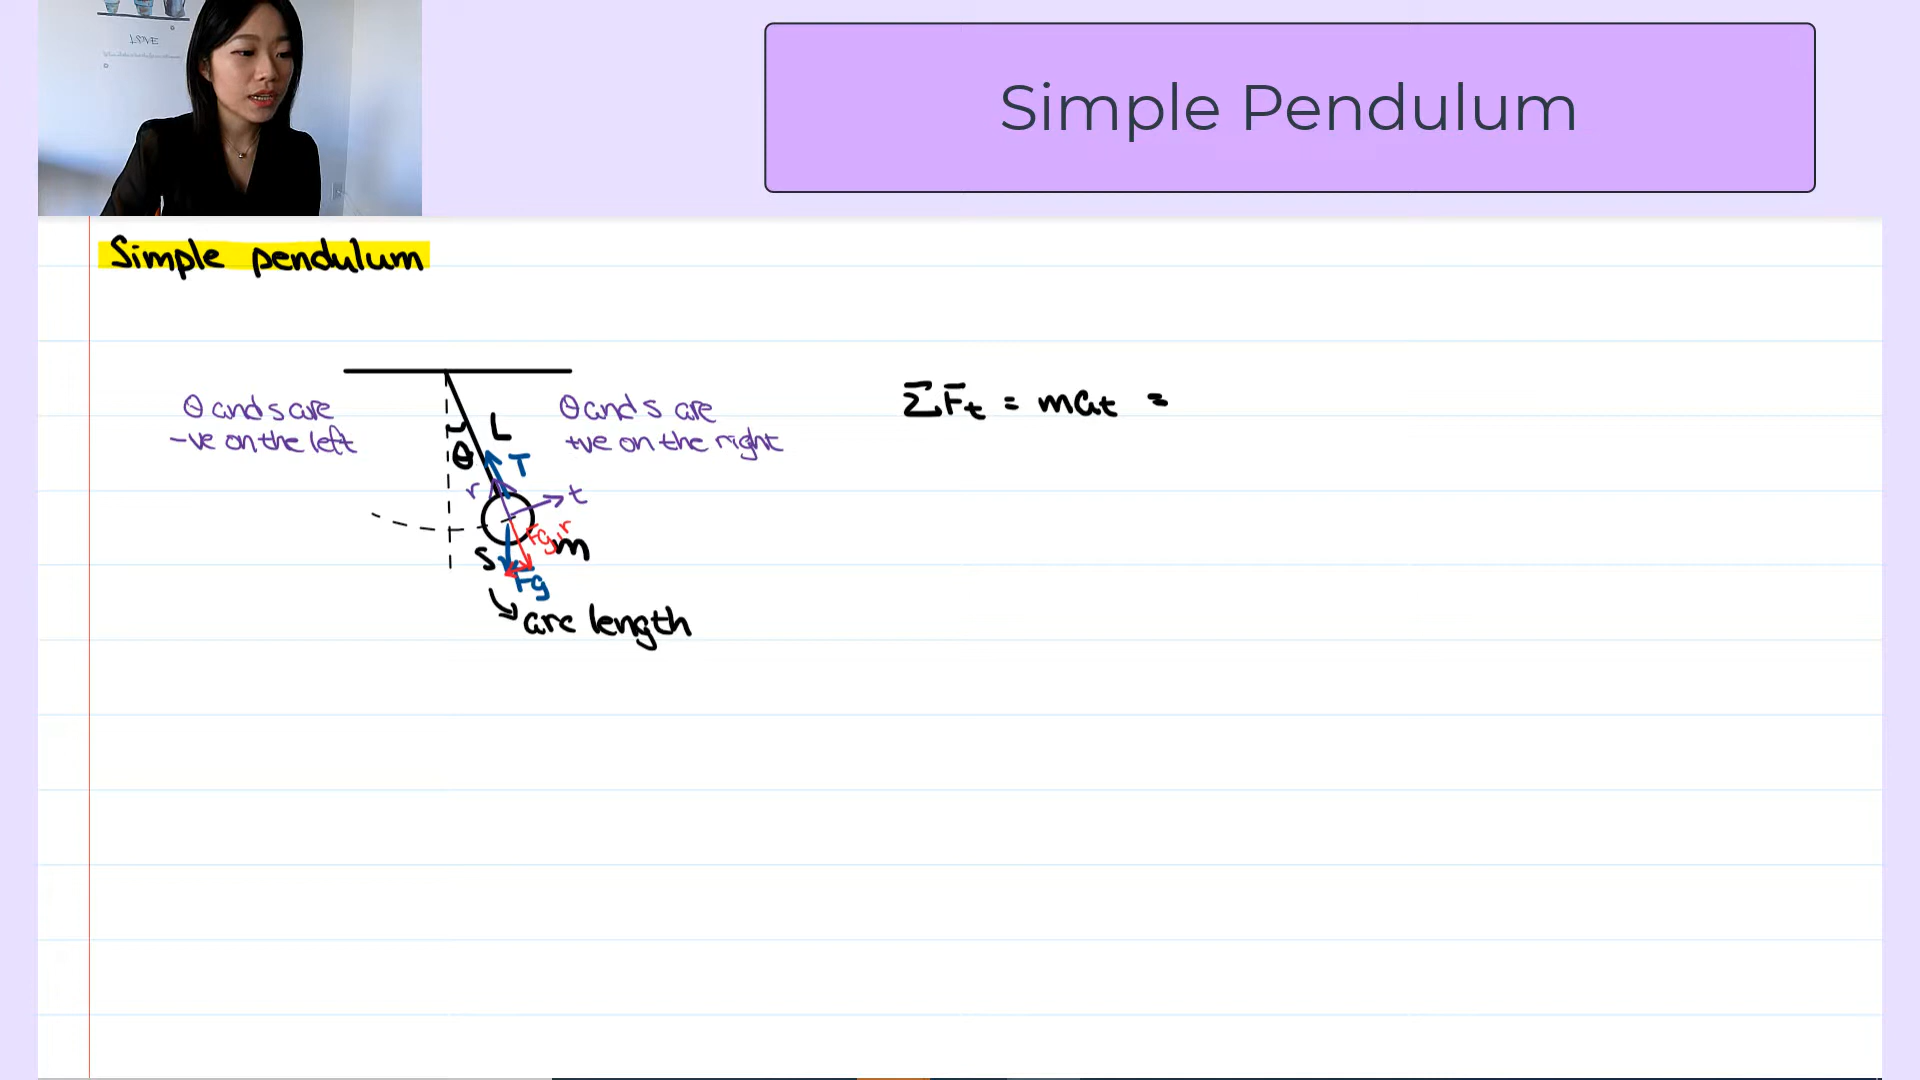 LOVE
Simple Pendulum
Simple pendulum
θ and s are
-ve on the left
θ and s are
+ve on the right
L
θ
T
r
t
Fg,r
m
s
Fg
arc length
ΣFt = mat =